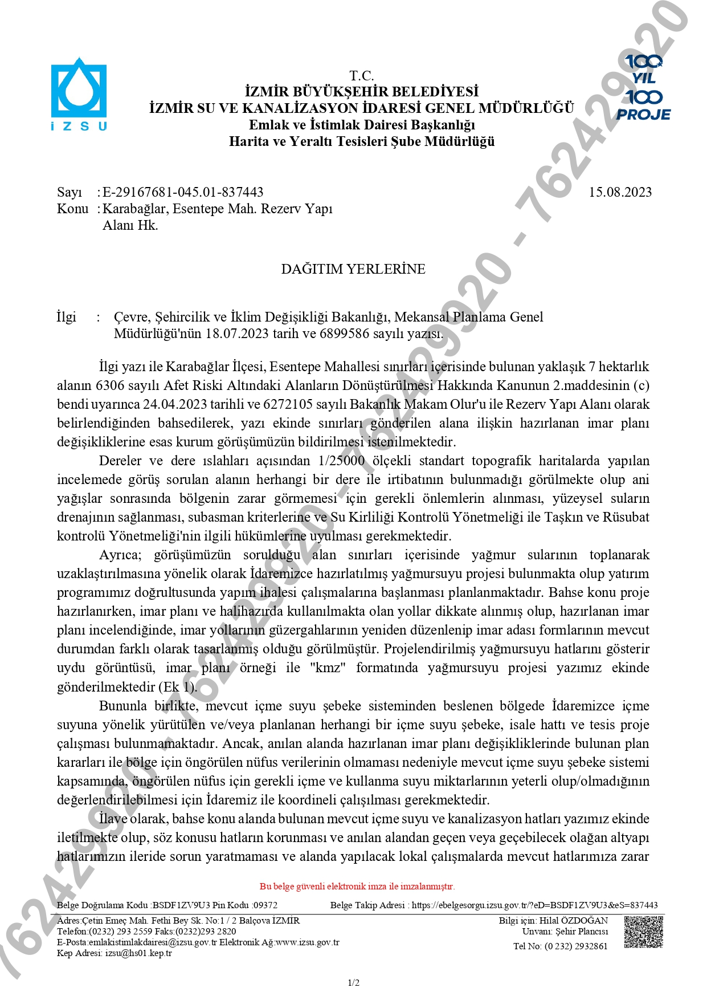 İZSU
100
YIL
100
PROJE
T.C.
İZMİR BÜYÜKŞEHİR BELEDİYESİ
İZMİR SU VE KANALİZASYON İDARESİ GENEL MÜDÜRLÜĞÜ
Emlak ve İstimlak Dairesi Başkanlığı
Harita ve Yeraltı Tesisleri Şube Müdürlüğü
Sayı : E-29167681-045.01-837443 15.08.2023
Konu : Karabağlar, Esentepe Mah. Rezerv Yapı
Alanı Hk.
DAĞITIM YERLERİNE
İlgi : Çevre, Şehircilik ve İklim Değişikliği Bakanlığı, Mekansal Planlama Genel
Müdürlüğü'nün 18.07.2023 tarih ve 6899586 sayılı yazısı.
İlgi yazı ile Karabağlar İlçesi, Esentepe Mahallesi sınırları içerisinde bulunan yaklaşık 7 hektarlık
alanın 6306 sayılı Afet Riski Altındaki Alanların Dönüştürülmesi Hakkında Kanunun 2.maddesinin (c)
bendi uyarınca 24.04.2023 tarihli ve 6272105 sayılı Bakanlık Makam Olur'u ile Rezerv Yapı Alanı olarak
belirlendiğinden bahsedilerek, yazı ekinde sınırları gönderilen alana ilişkin hazırlanan imar planı
değişikliklerine esas kurum görüşümüzün bildirilmesi istenilmektedir.
Dereler ve dere ıslahları açısından 1/25000 ölçekli standart topografik haritalarda yapılan
incelemede görüş sorulan alanın herhangi bir dere ile irtibatının bulunmadığı görülmekte olup ani
yağışlar sonrasında bölgenin zarar görmemesi için gerekli önlemlerin alınması, yüzeysel suların
drenajının sağlanması, subasman kriterlerine ve Su Kirliliği Kontrolü Yönetmeliği ile Taşkın ve Rüsubat
kontrolü Yönetmeliği'nin ilgili hükümlerine uyulması gerekmektedir.
Ayrıca; görüşümüzün sorulduğu alan sınırları içerisinde yağmur sularının toplanarak
uzaklaştırılmasına yönelik olarak İdaremizce hazırlatılmış yağmursuyu projesi bulunmakta olup yatırım
programımız doğrultusunda yapım ihalesi çalışmalarına başlanması planlanmaktadır. Bahse konu proje
hazırlanırken, imar planı ve halihazırda kullanılmakta olan yollar dikkate alınmış olup, hazırlanan imar
planı incelendiğinde, imar yollarının güzergahlarının yeniden düzenlenip imar adası formlarının mevcut
durumdan farklı olarak tasarlanmış olduğu görülmüştür. Projelendirilmiş yağmursuyu hatlarını gösterir
uydu görüntüsü, imar planı örneği ile "kmz" formatında yağmursuyu projesi yazımız ekinde
gönderilmektedir (Ek 1).
Bununla birlikte, mevcut içme suyu şebeke sisteminden beslenen bölgede İdaremizce içme
suyuna yönelik yürütülen ve/veya planlanan herhangi bir içme suyu şebeke, isale hattı ve tesis proje
çalışması bulunmamaktadır. Ancak, anılan alanda hazırlanan imar planı değişikliklerinde bulunan plan
kararları ile bölge için öngörülen nüfus verilerinin olmaması nedeniyle mevcut içme suyu şebeke sistemi
kapsamında, öngörülen nüfus için gerekli içme ve kullanma suyu miktarlarının yeterli olup/olmadığının
değerlendirilebilmesi için İdaremiz ile koordineli çalışılması gerekmektedir.
İlave olarak, bahse konu alanda bulunan mevcut içme suyu ve kanalizasyon hatları yazımız ekinde
iletilmekte olup, söz konusu hatların korunması ve anılan alandan geçen veya geçebilecek olağan altyapı
hatlarımızın ileride sorun yaratmaması ve alanda yapılacak lokal çalışmalarda mevcut hatlarımıza zarar
Bu belge güvenli elektronik imza ile imzalanmıştır.
Belge Doğrulama Kodu :BSDF1ZV9U3 Pin Kodu :09372 Belge Takip Adresi : https://ebelgesorgu.izsu.gov.tr/?eD=BSDF1ZV9U3&eS=837443
Adres:Çetin Emeç Mah. Fethi Bey Sk. No:1 / 2 Balçova İZMİR Bilgi için: Hilal ÖZDOĞAN
Telefon:(0232) 293 2559 Faks:(0232)293 2820 Unvanı: Şehir Plancısı
E-Posta:emlakistimlakdairesi@izsu.gov.tr Elektronik Ağ:www.izsu.gov.tr
Tel No: (0 232) 2932861
Kep Adresi: izsu@hs01.kep.tr
1/2
762429920 - 762429920 - 762429920 - 762429920